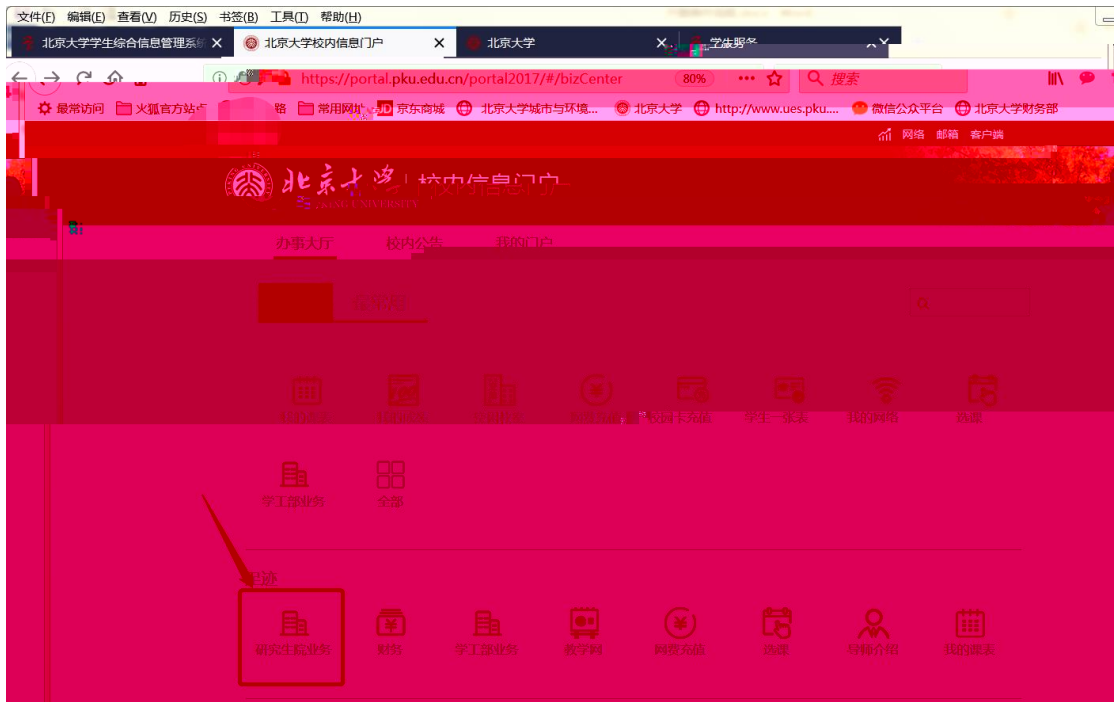 文件(F) 编辑(E) 查看(V) 历史(S) 书签(B) 工具(T) 帮助(H)
北京大学学生综合信息管理系统 北京大学校内信息门户 北京大学
https://portal.pku.edu.cn/portal2017/#/bizCenter 80% 搜索
最常访问 火狐官方站点 常用网址 JD 京东商城 北京大学城市与环境... 北京大学 http://www.ues.pku.... 微信公众平台 北京大学财务部
网络 邮箱 客户端
北京大学 校内信息门户
办事大厅 校内公告 我的门户
校园卡充值 学生一张表 我的网络 选课
学工部业务 全部
足迹
研究生院业务 财务 学工部业务 教学网 网费充值 选课 导师介绍 我的课表